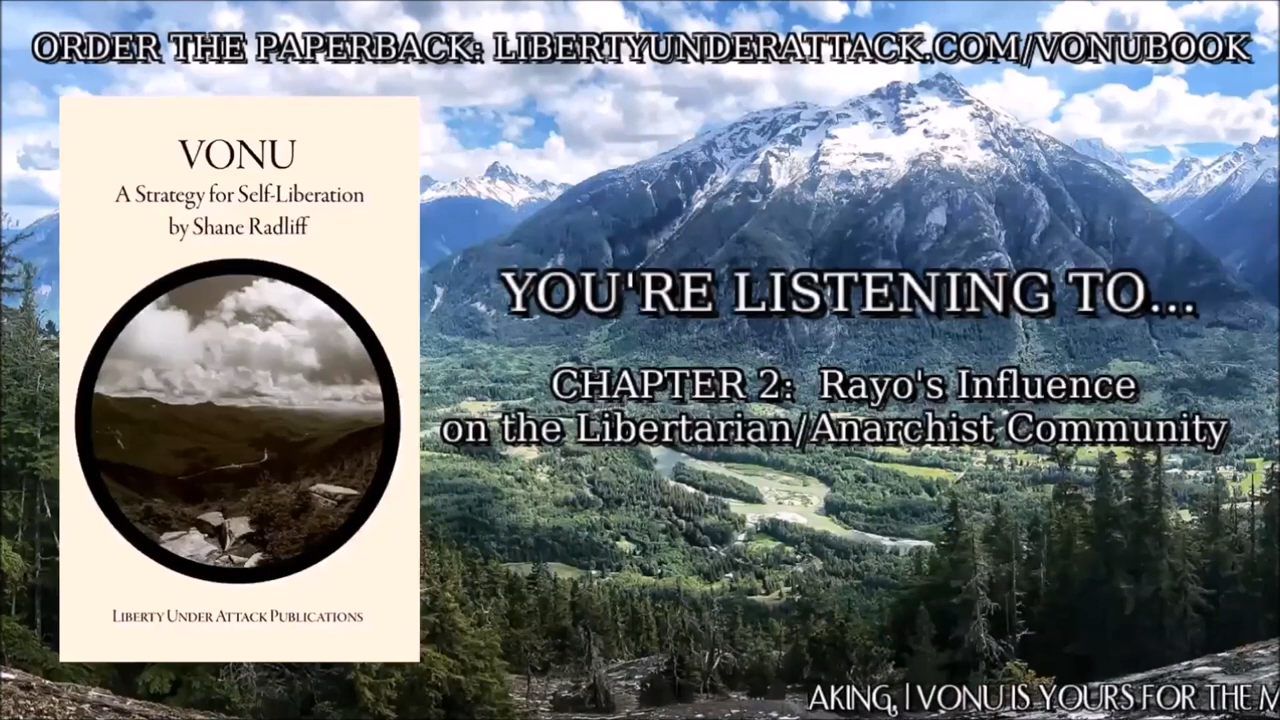 ORDER THE PAPERBACK: LIBERTYUNDERATTACK.COM/VONUBOOK
VONU
A Strategy for Self-Liberation
by Shane Radliff
LIBERTY UNDER ATTACK PUBLICATIONS
YOU'RE LISTENING TO...
CHAPTER 2: Rayo's Influence
on the Libertarian/Anarchist Community
AKING, | VONU IS YOURS FOR THE M